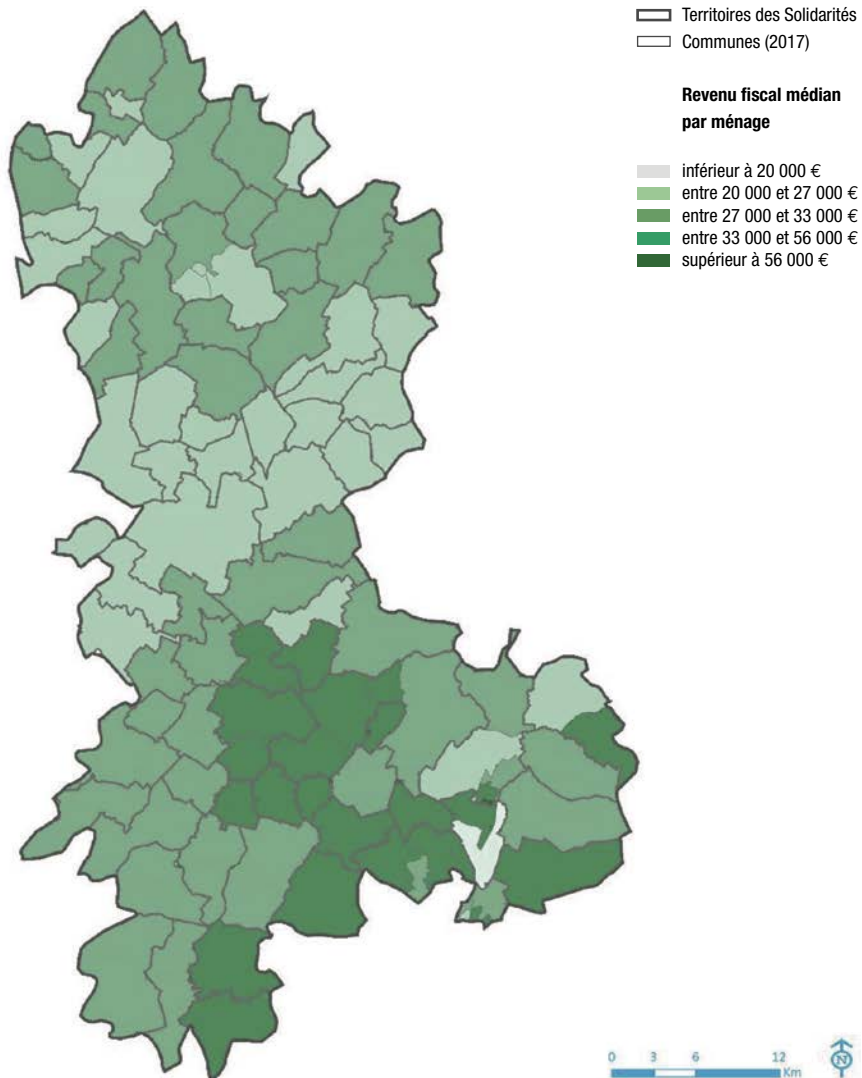 Territoires des Solidarités
Communes (2017)
Revenu fiscal médian
par ménage
inférieur à 20 000 €
entre 20 000 et 27 000 €
entre 27 000 et 33 000 €
entre 33 000 et 56 000 €
supérieur à 56 000 €
0 3 6 12
Km
N